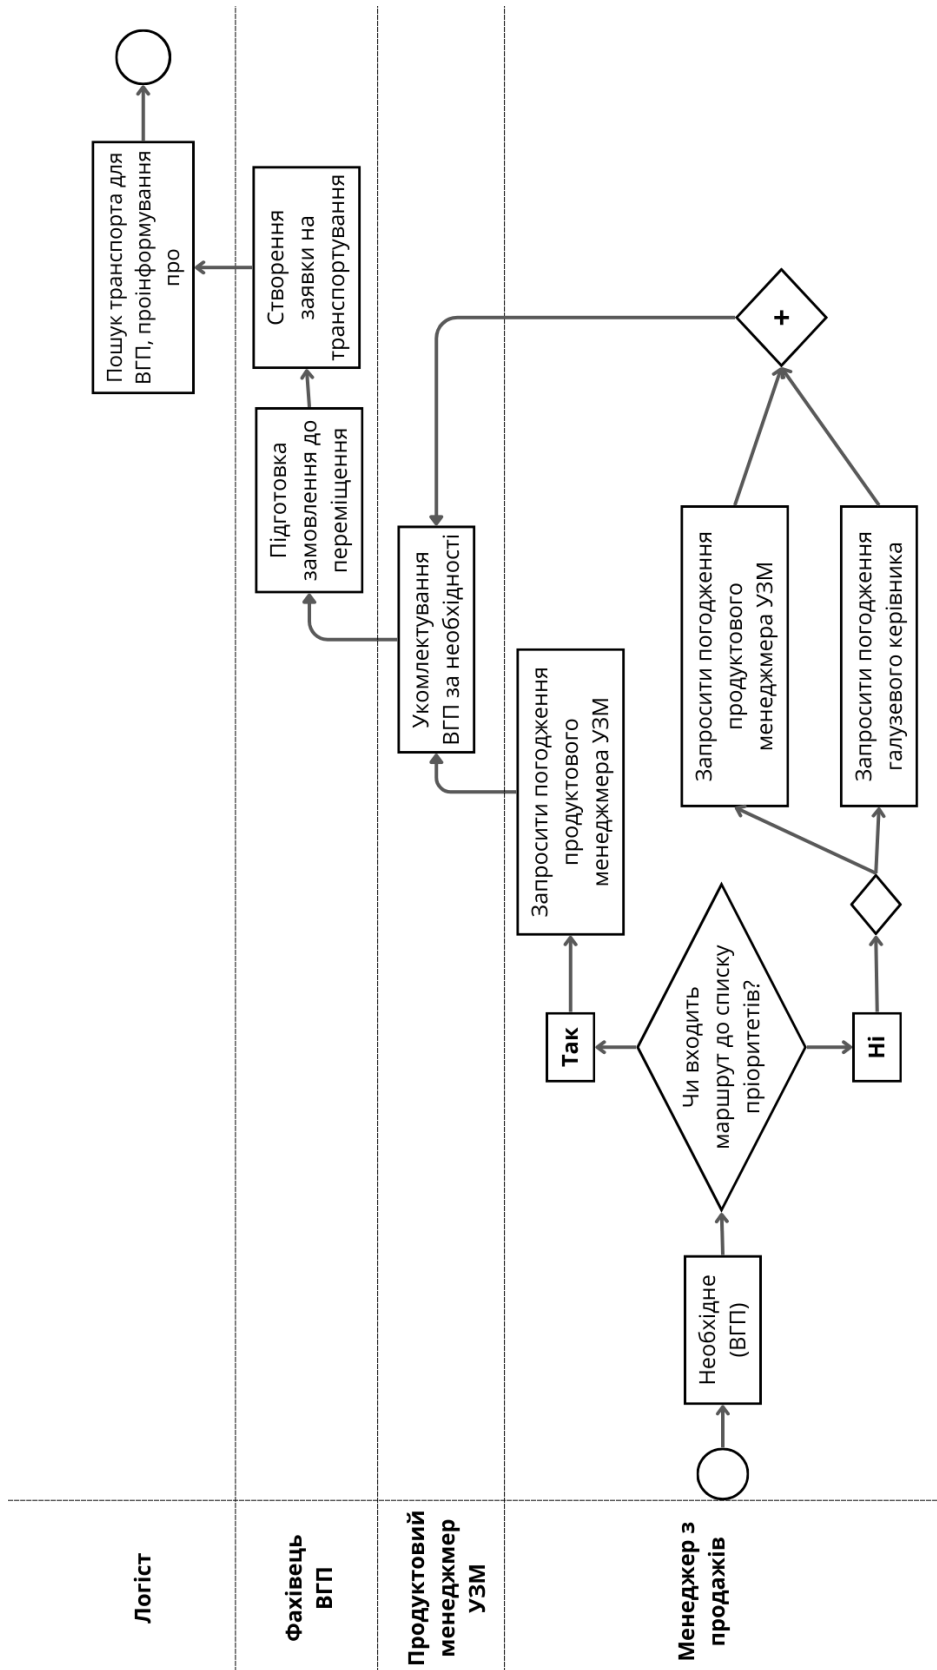 Логіст
Пошук транспорта для
ВГП, проінформування
про
Фахівець
ВГП
Підготовка
замовлення до
переміщення
Створення
заявки на
транспортування
Продуктовий
менеджмер
УЗМ
Укомлектування
ВГП за необхідності
Менеджер з
продажів
Необхідне
(ВГП)
Чи входить
маршрут до списку
пріоритетів?
Так
Запросити погодження
продуктового
менеджмера УЗМ
Ні
Запросити погодження
продуктового
менеджмера УЗМ
Запросити погодження
галузевого керівника
+